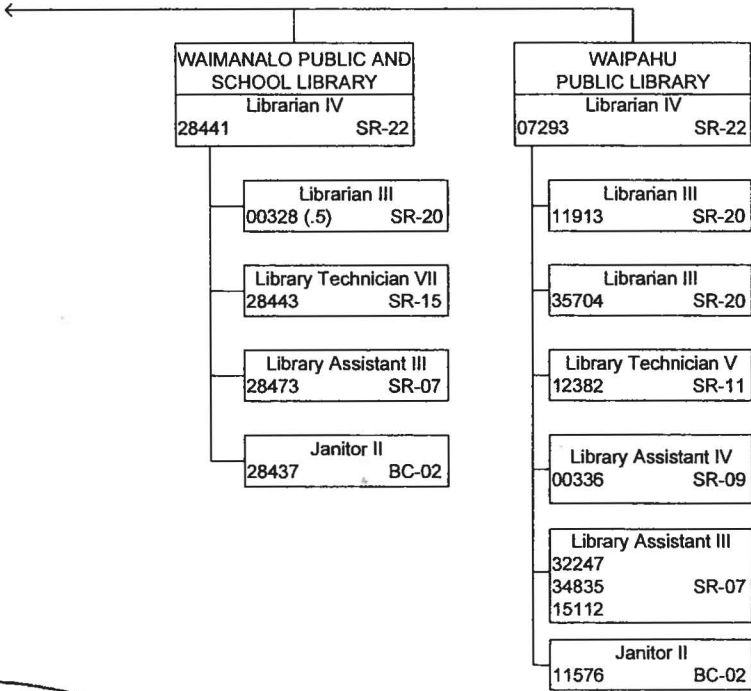 WAIMANALO PUBLIC AND
SCHOOL LIBRARY
Librarian IV
28441 SR-22
Librarian III
00328 (.5) SR-20
Library Technician VII
28443 SR-15
Library Assistant III
28473 SR-07
Janitor II
28437 BC-02
WAIPAHU
PUBLIC LIBRARY
Librarian IV
07293 SR-22
Librarian III
11913 SR-20
Librarian III
35704 SR-20
Library Technician V
12382 SR-11
Library Assistant IV
00336 SR-09
Library Assistant III
32247
34835 SR-07
15112
Janitor II
11576 BC-02